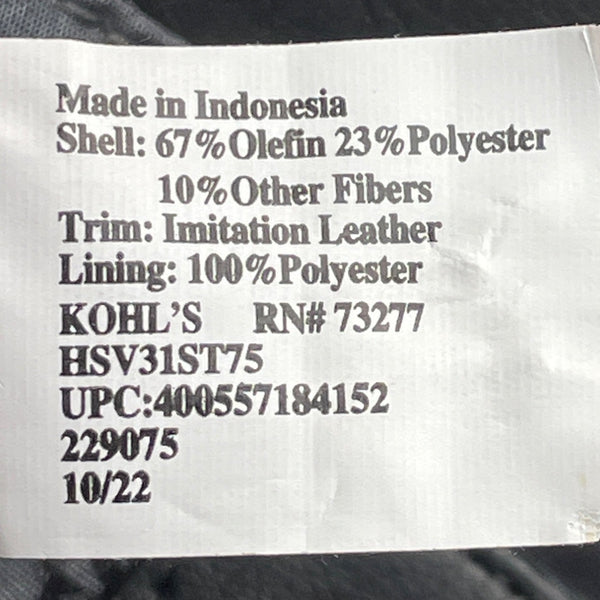 Made in Indonesia
Shell: 67% Olefin 23% Polyester
10% Other Fibers
Trim: Imitation Leather
Lining: 100% Polyester
KOHL'S RN# 73277
HSV31ST75
UPC:400557184152
229075
10/22